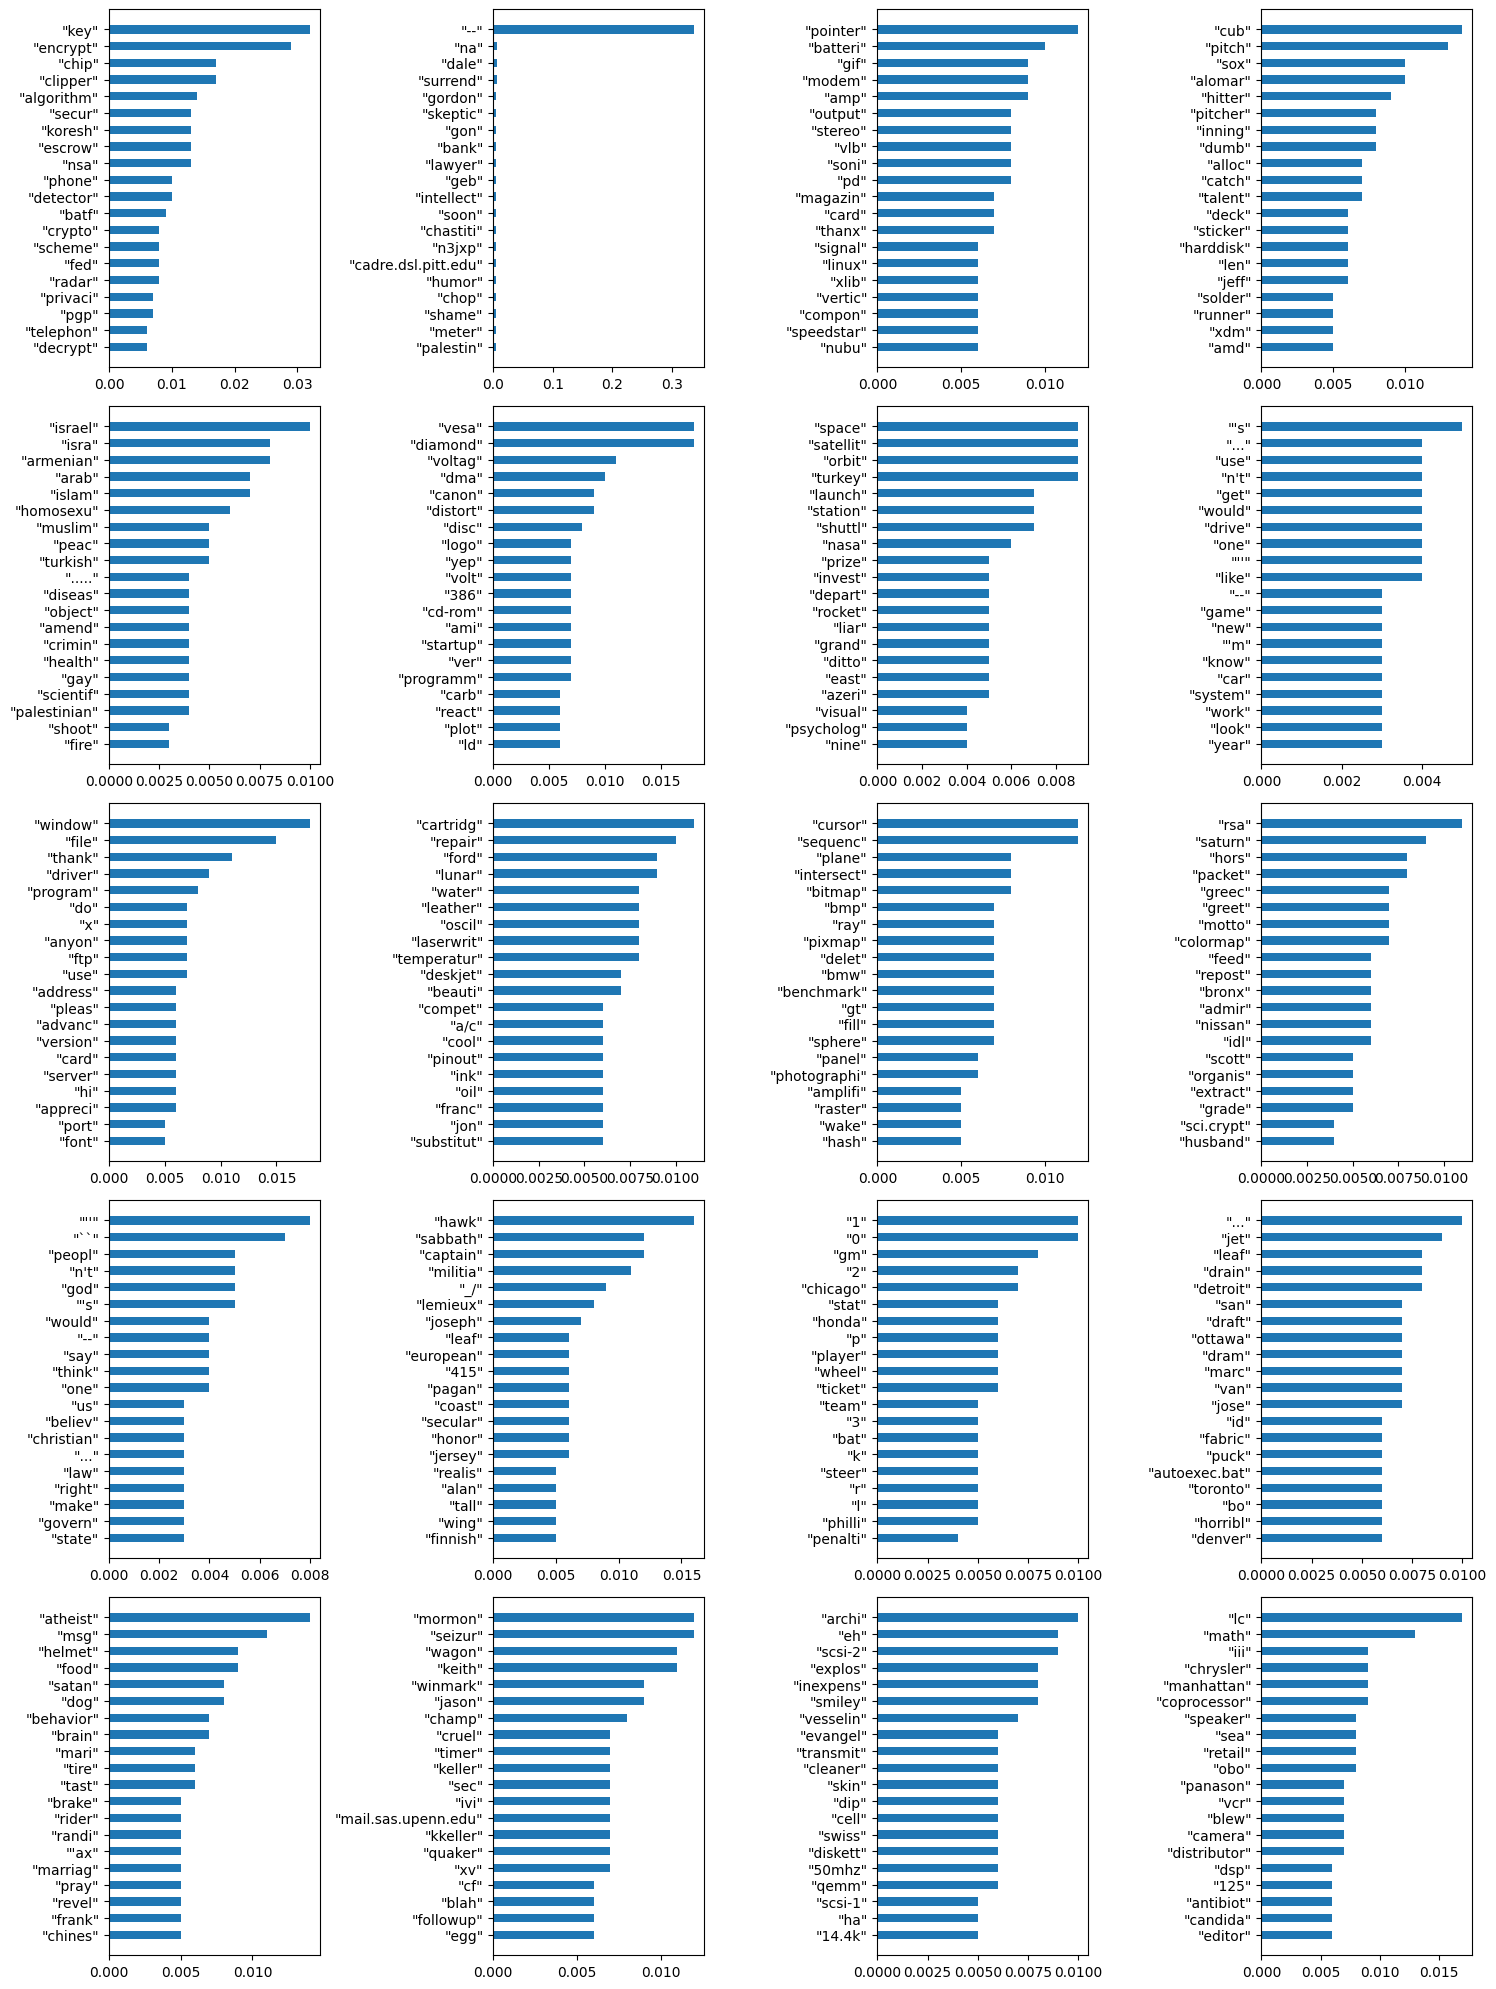 "key"
"encrypt"
"chip"
"clipper"
"algorithm"
"secur"
"koresh"
"escrow"
"nsa"
"phone"
"detector"
"batf"
"crypto"
"scheme"
"fed"
"radar"
"privaci"
"pgp"
"telephon"
"decrypt"
0.00 0.01 0.02 0.03
"--"
"na"
"dale"
"surrend"
"gordon"
"skeptic"
"gon"
"bank"
"lawyer"
"geb"
"intellect"
"soon"
"chastiti"
"n3jxp"
"cadre.dsl.pitt.edu"
"humor"
"chop"
"shame"
"meter"
"palestin"
0.0 0.1 0.2 0.3
"pointer"
"batteri"
"gif"
"modem"
"amp"
"output"
"stereo"
"vlb"
"soni"
"pd"
"magazin"
"card"
"thanx"
"signal"
"linux"
"xlib"
"vertic"
"compon"
"speedstar"
"nubu"
0.000 0.005 0.010
"cub"
"pitch"
"sox"
"alomar"
"hitter"
"pitcher"
"inning"
"dumb"
"alloc"
"catch"
"talent"
"deck"
"sticker"
"harddisk"
"len"
"jeff"
"solder"
"runner"
"xdm"
"amd"
0.000 0.005 0.010
"israel"
"isra"
"armenian"
"arab"
"islam"
"homosexu"
"muslim"
"peac"
"turkish"
"....."
"diseas"
"object"
"amend"
"crimin"
"health"
"gay"
"scientif"
"palestinian"
"shoot"
"fire"
0.0000 0.0025 0.0050 0.0075 0.0100
"vesa"
"diamond"
"voltag"
"dma"
"canon"
"distort"
"disc"
"logo"
"yep"
"volt"
"386"
"cd-rom"
"ami"
"startup"
"ver"
"programm"
"carb"
"react"
"plot"
"ld"
0.000 0.005 0.010 0.015
"space"
"satellit"
"orbit"
"turkey"
"launch"
"station"
"shuttl"
"nasa"
"prize"
"invest"
"depart"
"rocket"
"liar"
"grand"
"ditto"
"east"
"azeri"
"visual"
"psycholog"
"nine"
0.000 0.002 0.004 0.006 0.008
"'s"
"..."
"use"
"n't"
"get"
"would"
"drive"
"one"
"''"
"like"
"--"
"game"
"new"
"'m"
"know"
"car"
"system"
"work"
"look"
"year"
0.000 0.002 0.004
"window"
"file"
"thank"
"driver"
"program"
"do"
"x"
"anyon"
"ftp"
"use"
"address"
"pleas"
"advanc"
"version"
"card"
"server"
"hi"
"appreci"
"port"
"font"
0.000 0.005 0.010 0.015
"cartridg"
"repair"
"ford"
"lunar"
"water"
"leather"
"oscil"
"laserwrit"
"temperatur"
"deskjet"
"beauti"
"compet"
"a/c"
"cool"
"pinout"
"ink"
"oil"
"franc"
"jon"
"substitut"
0.0000 0.0025 0.0050 0.0075 0.0100
"cursor"
"sequenc"
"plane"
"intersect"
"bitmap"
"bmp"
"ray"
"pixmap"
"delet"
"bmw"
"benchmark"
"gt"
"fill"
"sphere"
"panel"
"photographi"
"amplifi"
"raster"
"wake"
"hash"
0.000 0.005 0.010
"rsa"
"saturn"
"hors"
"packet"
"greec"
"greet"
"motto"
"colormap"
"feed"
"repost"
"bronx"
"admir"
"nissan"
"idl"
"scott"
"organis"
"extract"
"grade"
"sci.crypt"
"husband"
0.0000 0.0025 0.0050 0.0075 0.0100
"''"
"``"
"peopl"
"n't"
"god"
"'s"
"would"
"--"
"say"
"think"
"one"
"us"
"believ"
"christian"
"..."
"law"
"right"
"make"
"govern"
"state"
0.000 0.002 0.004 0.006 0.008
"hawk"
"sabbath"
"captain"
"militia"
"_/"
"lemieux"
"joseph"
"leaf"
"european"
"415"
"pagan"
"coast"
"secular"
"honor"
"jersey"
"realis"
"alan"
"tall"
"wing"
"finnish"
0.000 0.005 0.010 0.015
"1"
"0"
"gm"
"2"
"chicago"
"stat"
"honda"
"p"
"player"
"wheel"
"ticket"
"team"
"3"
"bat"
"k"
"steer"
"r"
"l"
"philli"
"penalti"
0.0000 0.0025 0.0050 0.0075 0.0100
"..."
"jet"
"leaf"
"drain"
"detroit"
"san"
"draft"
"ottawa"
"dram"
"marc"
"van"
"jose"
"id"
"fabric"
"puck"
"autoexec.bat"
"toronto"
"bo"
"horribl"
"denver"
0.0000 0.0025 0.0050 0.0075 0.0100
"atheist"
"msg"
"helmet"
"food"
"satan"
"dog"
"behavior"
"brain"
"mari"
"tire"
"tast"
"brake"
"rider"
"randi"
"'ax"
"marriag"
"pray"
"revel"
"frank"
"chines"
0.000 0.005 0.010
"mormon"
"seizur"
"wagon"
"keith"
"winmark"
"jason"
"champ"
"cruel"
"timer"
"keller"
"sec"
"ivi"
"mail.sas.upenn.edu"
"kkeller"
"quaker"
"xv"
"cf"
"blah"
"followup"
"egg"
0.000 0.005 0.010
"archi"
"eh"
"scsi-2"
"explos"
"inexpens"
"smiley"
"vesselin"
"evangel"
"transmit"
"cleaner"
"skin"
"dip"
"cell"
"swiss"
"diskett"
"50mhz"
"qemm"
"scsi-1"
"ha"
"14.4k"
0.0000 0.0025 0.0050 0.0075 0.0100
"lc"
"math"
"iii"
"chrysler"
"manhattan"
"coprocessor"
"speaker"
"sea"
"retail"
"obo"
"panason"
"vcr"
"blew"
"camera"
"distributor"
"dsp"
"125"
"antibiot"
"candida"
"editor"
0.000 0.005 0.010 0.015